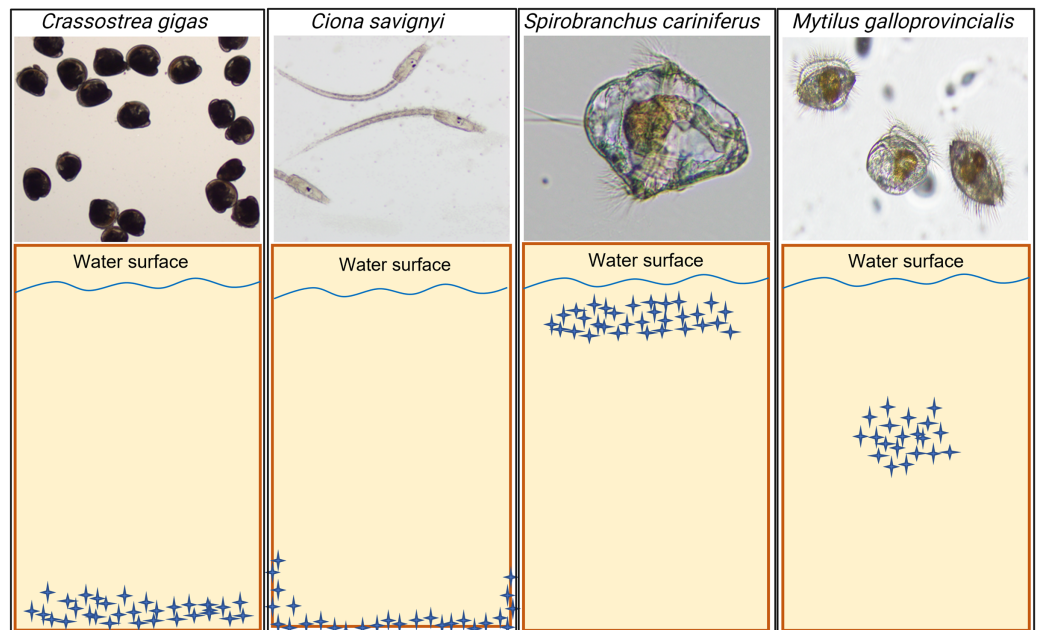 Crassostrea gigas
Ciona savignyi
Spirobranchus cariniferus
Mytilus galloprovincialis
Water surface
Water surface
Water surface
Water surface